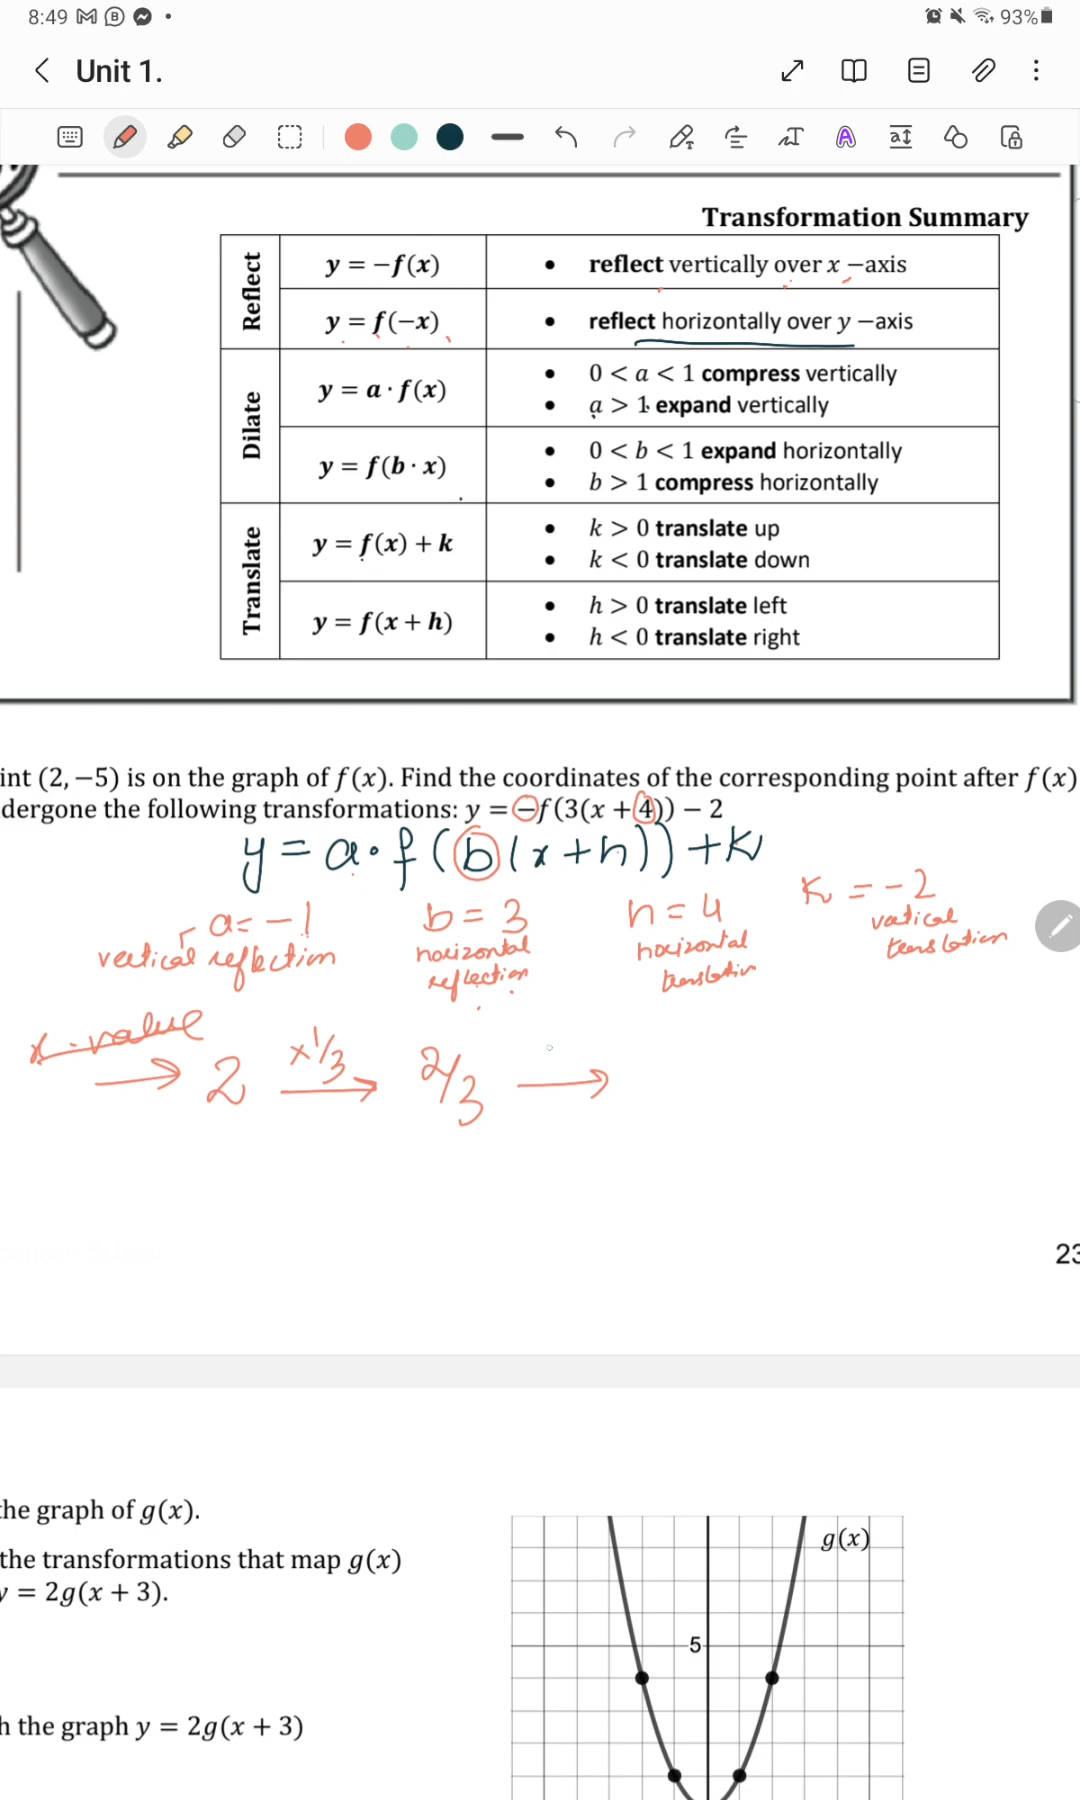 8:49
93%
Unit 1.
Transformation Summary
Reflect
y = −f(x)
• reflect vertically over x −axis
y = f(−x)
• reflect horizontally over y −axis
Dilate
y = a · f(x)
• 0 < a < 1 compress vertically
• a > 1 expand vertically
y = f(b · x)
• 0 < b < 1 expand horizontally
• b > 1 compress horizontally
Translate
y = f(x) + k
• k > 0 translate up
• k < 0 translate down
y = f(x + h)
• h > 0 translate left
• h < 0 translate right
int (2, −5) is on the graph of f(x). Find the coordinates of the corresponding point after f(x)
dergone the following transformations: y = −f(3(x + 4)) − 2
y = a · f(b(x+h))+k
a = -1
vertical reflection
b = 3
horizontal
reflection
h = 4
horizontal
translation
k = -2
vertical
translation
x-value
→ 2 ×1/3 → 2/3 →
23
the graph of g(x).
the transformations that map g(x)
y = 2g(x + 3).
h the graph y = 2g(x + 3)
g(x)
5